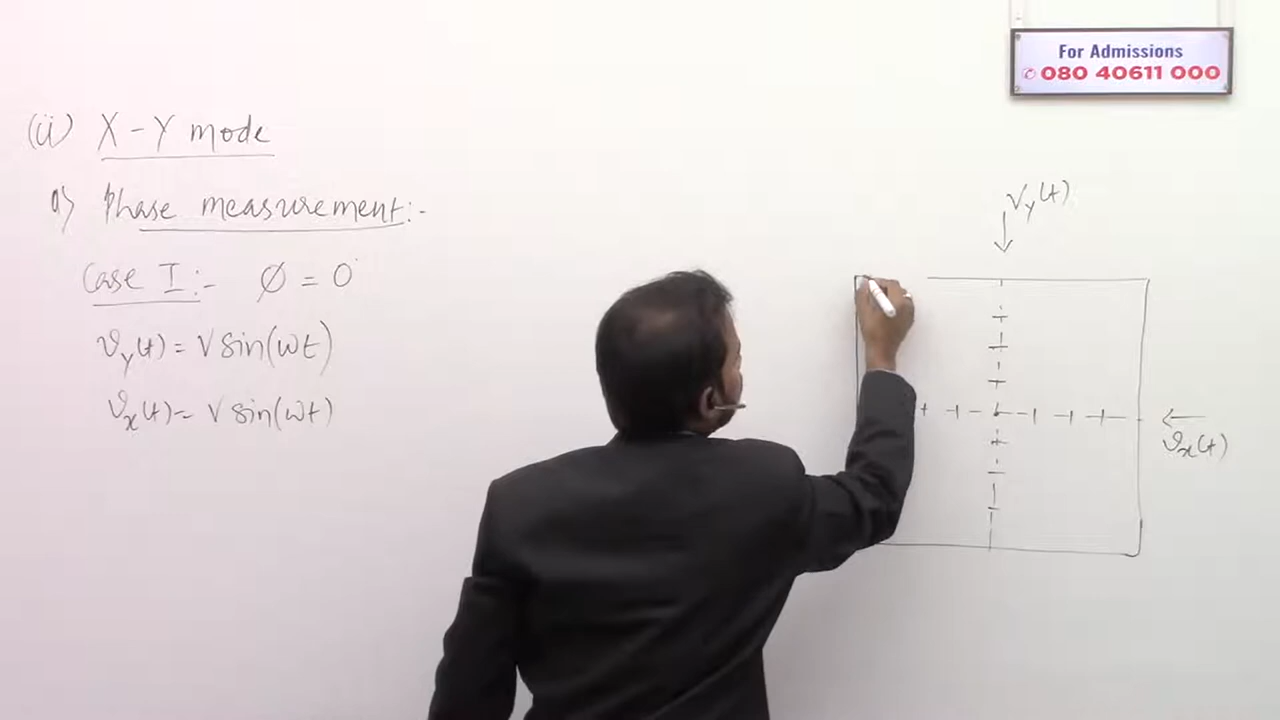 (ii) X-Y mode
a) Phase measurement:-
Case I:- Ø = 0°
vy(t) = V sin(ωt)
vx(t) = V sin(ωt)
For Admissions
✆ 080 40611 000
Vy(t)
vx(t)